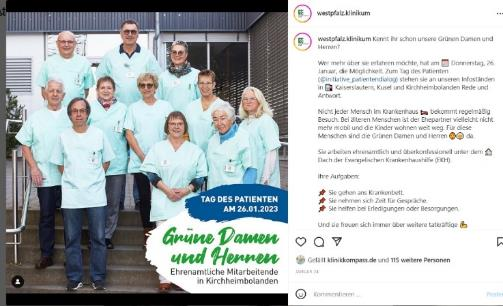 TAG DES PATIENTEN
AM 26.01.2023
Grüne Damen
und Herren
Ehrenamtliche Mitarbeitende
in Kirchheimbolanden
westpfalz.klinikum
westpfalz.klinikum Kennt ihr schon unsere Grünen Damen und
Herren?
Wer mehr über sie erfahren möchte, hat am 📅 Donnerstag, 26.
Januar, die Möglichkeit. Zum Tag des Patienten
(@initiative.patientendialog) stehen sie an unseren Infoständen
in Kaiserslautern, Kusel und Kirchheimbolanden Rede und
Antwort.
Nicht jeder Mensch im Krankenhaus 🛏 bekommt regelmäßig
Besuch. Bei älteren Menschen ist der Ehepartner vielleicht nicht
mehr mobil und die Kinder wohnen weit weg. Für diese
Menschen sind die Grünen Damen und Herren da.
Sie arbeiten ehrenamtlich und überkonfessionell unter dem 🏠
Dach der Evangelischen Krankenhaushilfe (EKH).
Ihre Aufgaben:
📌 Sie gehen ans Krankenbett.
📌 Sie nehmen sich Zeit für Gespräche.
📌 Sie helfen bei Erledigungen oder Besorgungen.
Und sie freuen sich immer über weitere tatkräftige 💪
Gefällt klinikkompass.de und 115 weiteren Personen
JANUAR 24
Kommentieren ...